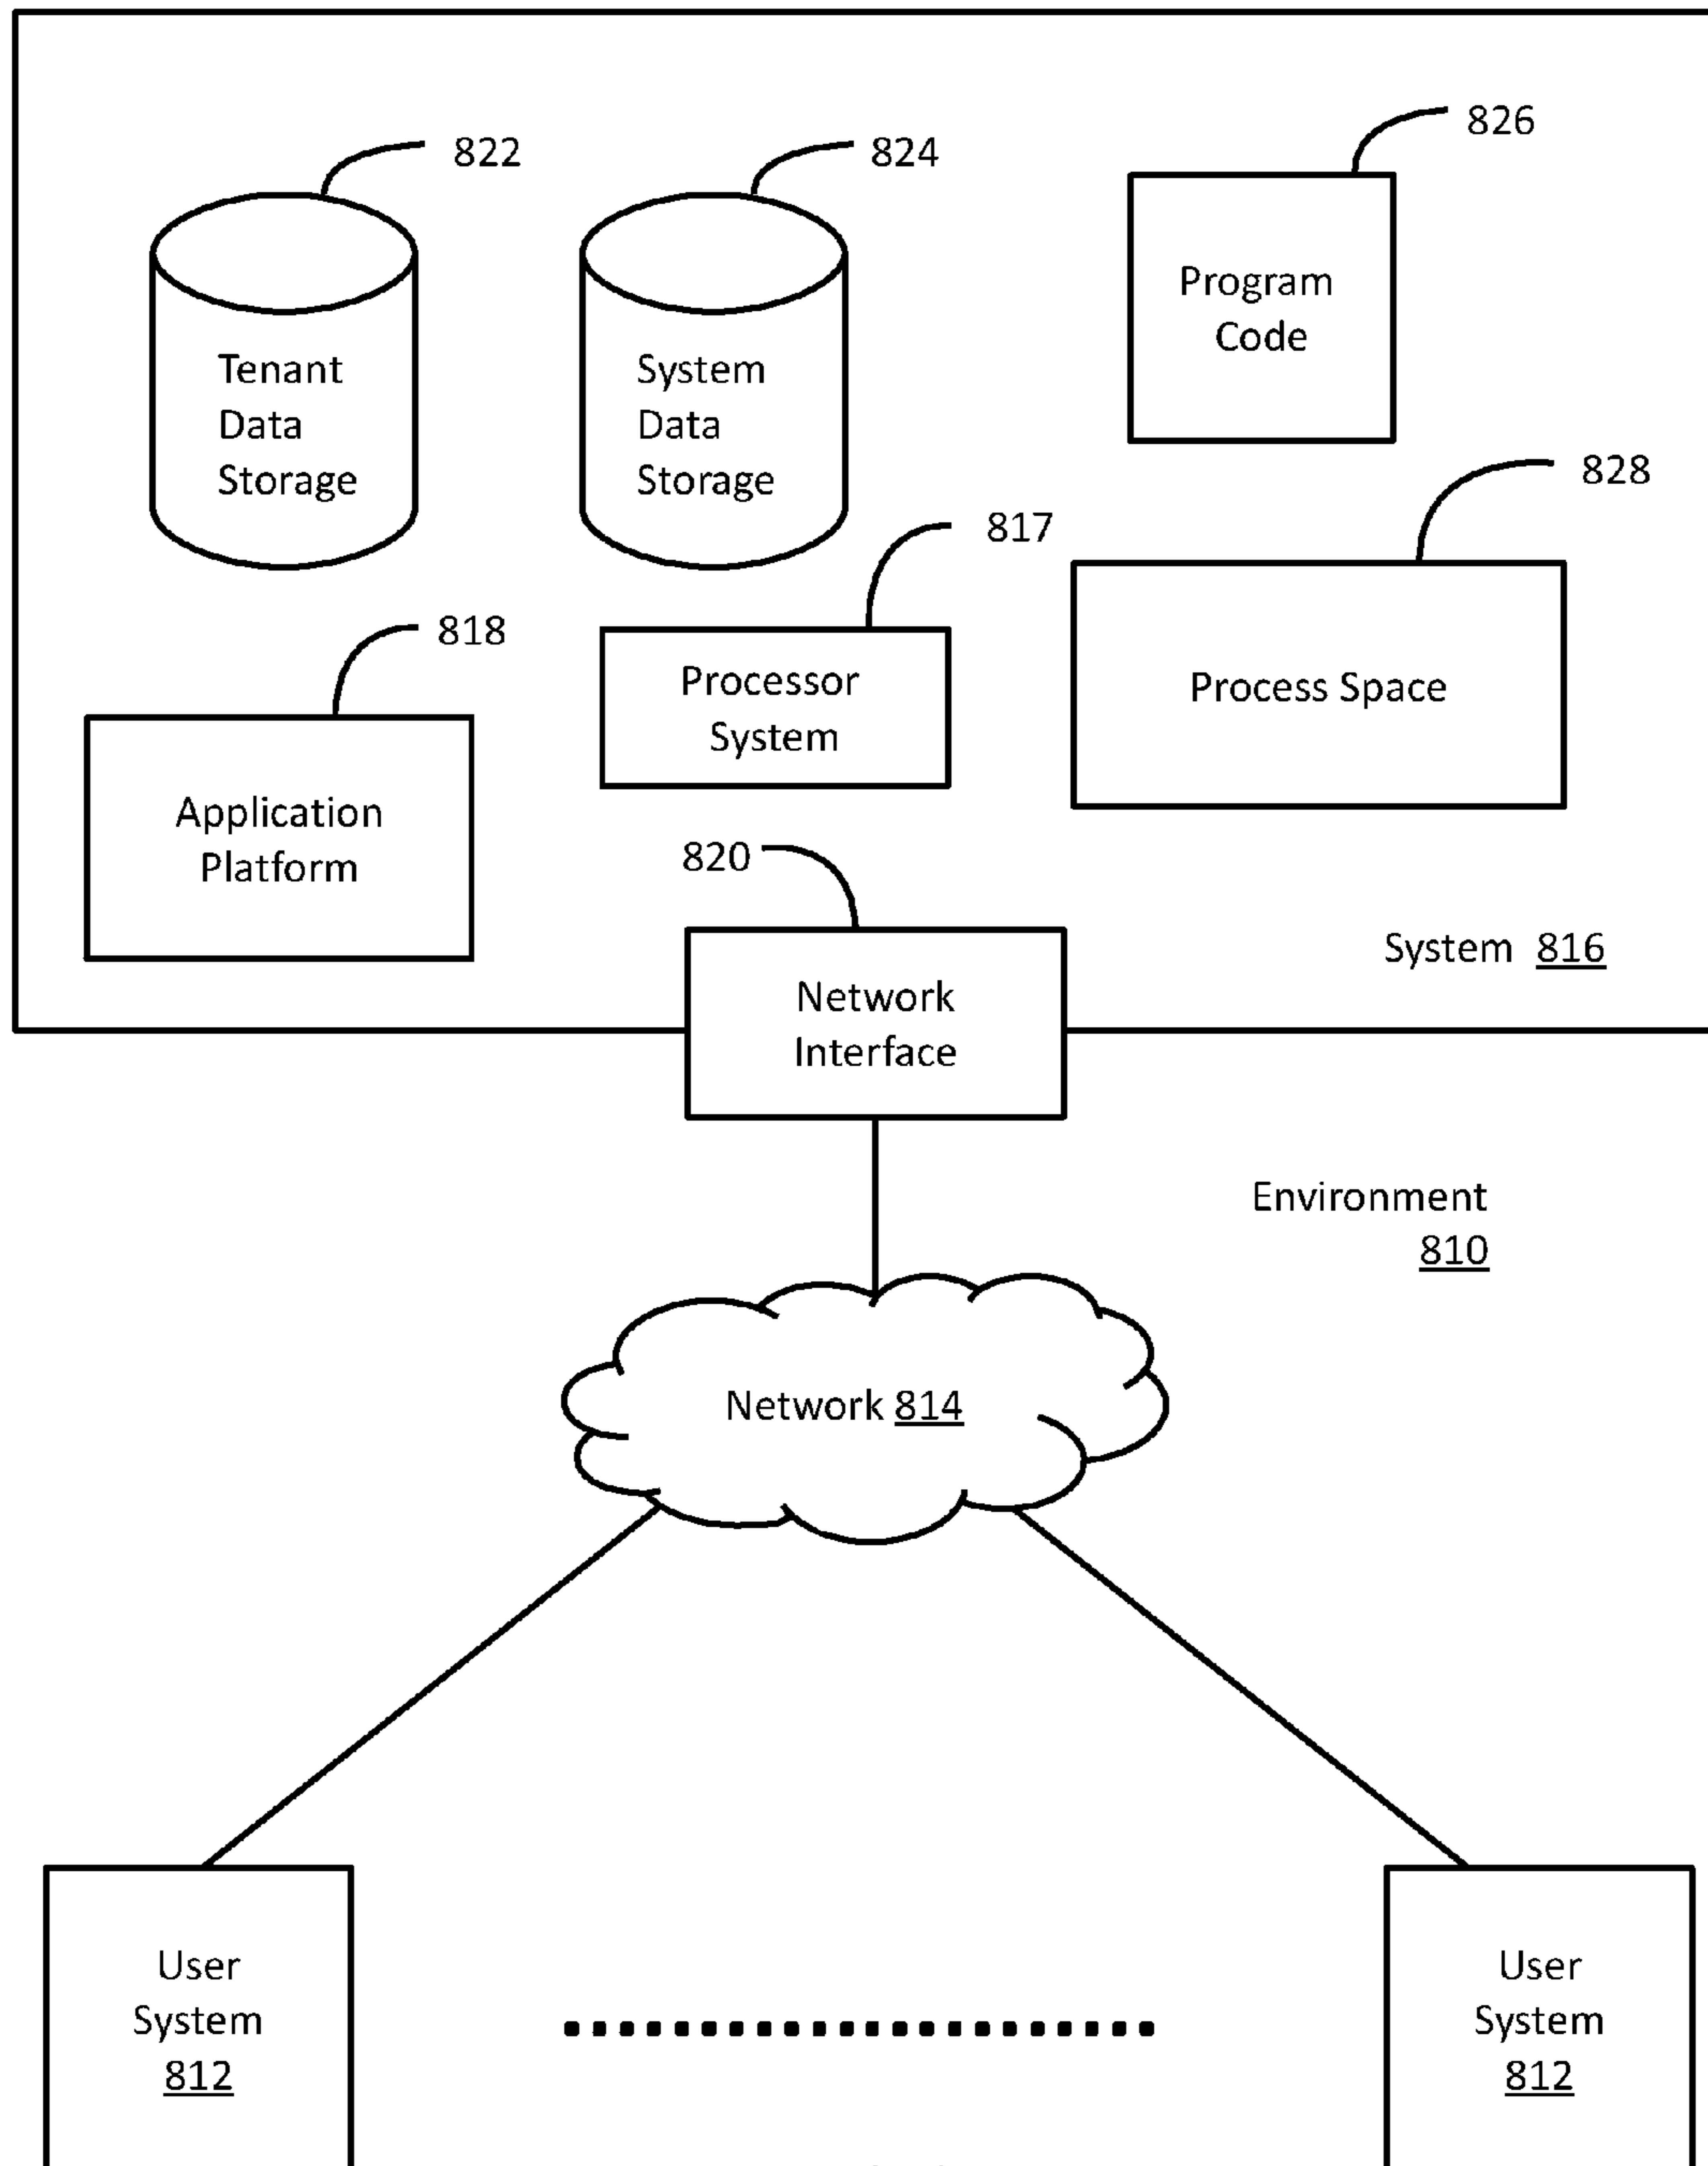 826
822
824
Program
Code
Tenant
Data
Storage
System
Data
Storage
828
817
818
Processor
System
Process Space
Application
Platform
820
System 816
Network
Interface
Environment
810
Network 814
User
System
812
User
System
812